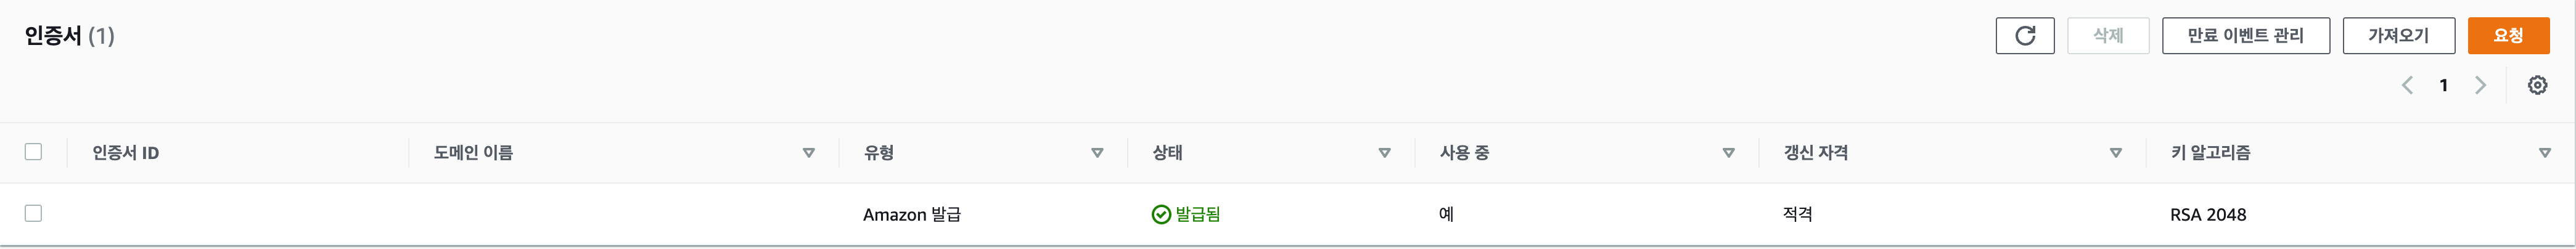 인증서 (1)
삭제
만료 이벤트 관리
가져오기
요청
1
인증서 ID 도메인 이름 유형 상태 사용 중 갱신 자격 키 알고리즘
Amazon 발급 발급됨 예 적격 RSA 2048